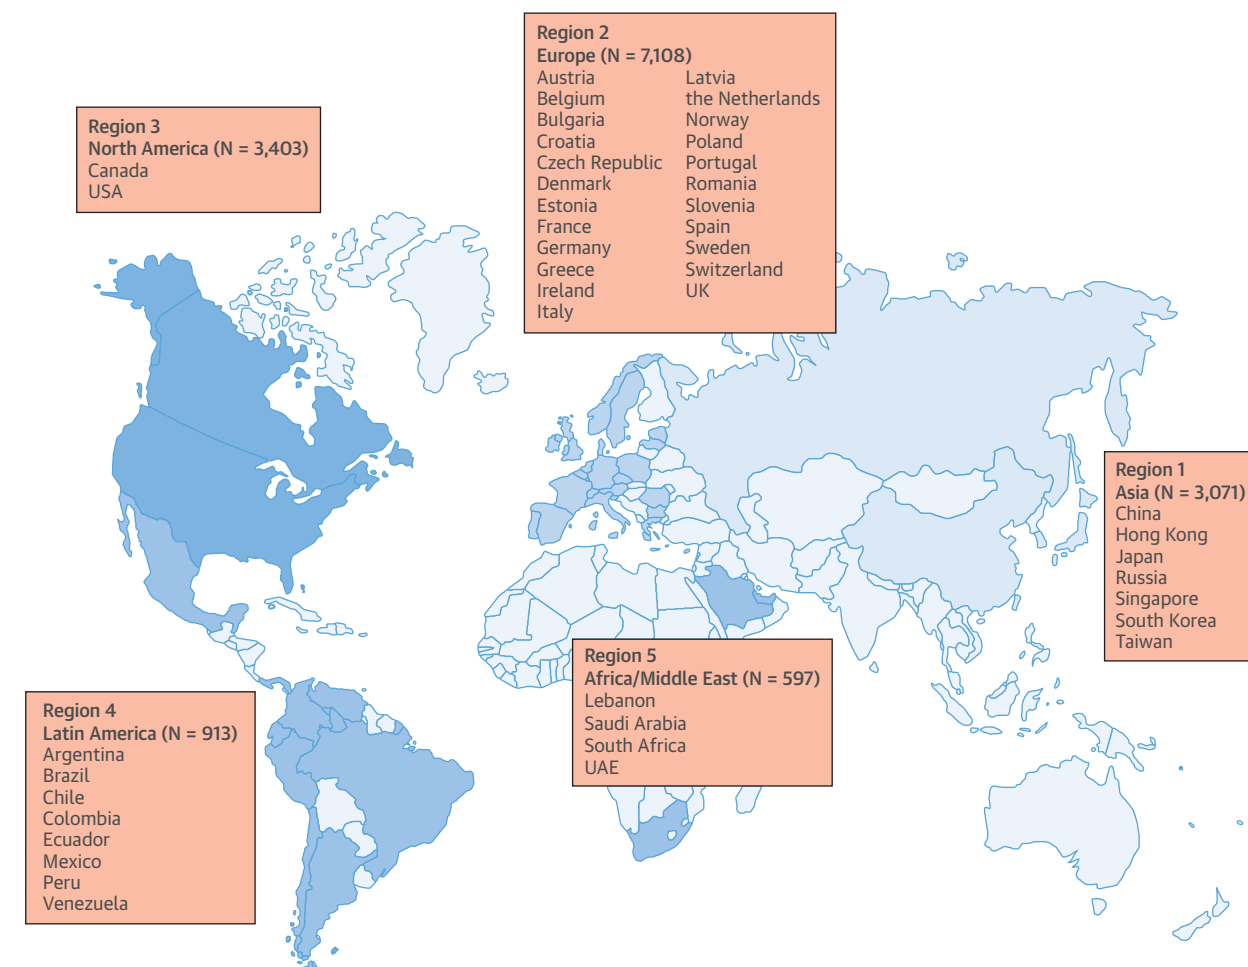 Region 2
Europe (N = 7,108)
Austria
Belgium
Bulgaria
Croatia
Czech Republic
Denmark
Estonia
France
Germany
Greece
Ireland
Italy
Latvia
the Netherlands
Norway
Poland
Portugal
Romania
Slovenia
Spain
Sweden
Switzerland
UK
Region 3
North America (N = 3,403)
Canada
USA
Region 1
Asia (N = 3,071)
China
Hong Kong
Japan
Russia
Singapore
South Korea
Taiwan
Region 5
Africa/Middle East (N = 597)
Lebanon
Saudi Arabia
South Africa
UAE
Region 4
Latin America (N = 913)
Argentina
Brazil
Chile
Colombia
Ecuador
Mexico
Peru
Venezuela